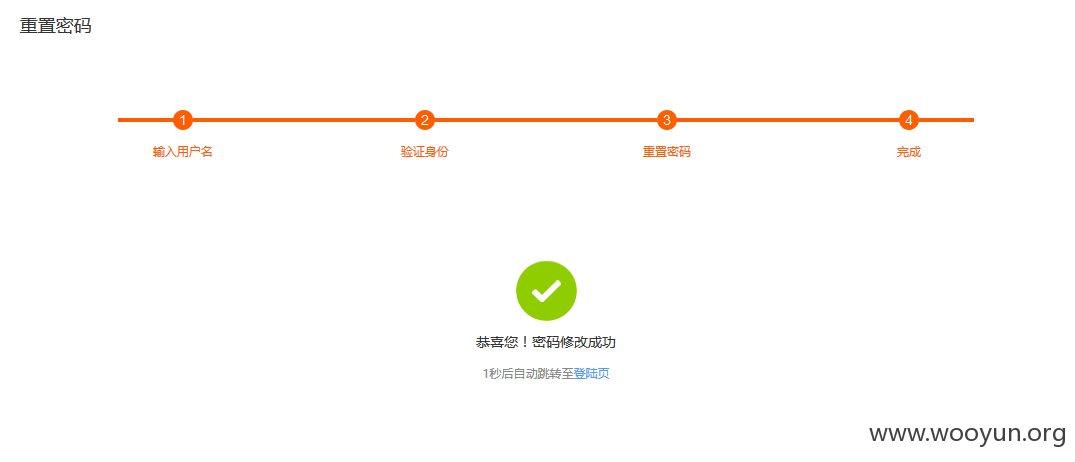 重置密码
1 2 3 4
输入用户名 验证身份 重置密码 完成
恭喜您！密码修改成功
1秒后自动跳转至登陆页
www.wooyun.org